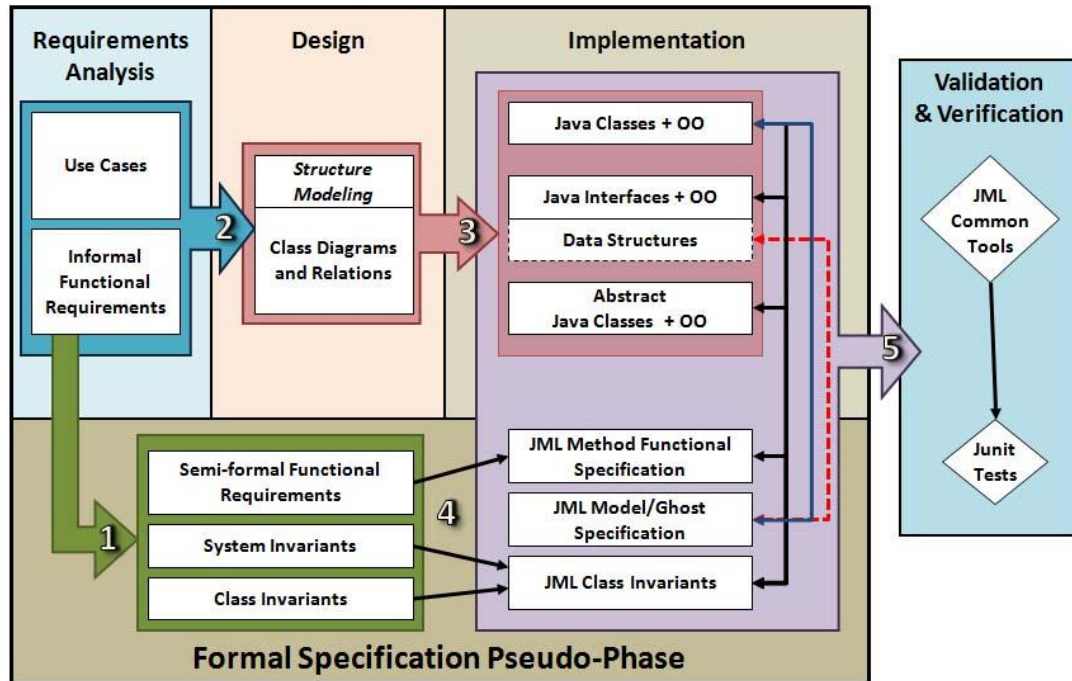 Requirements
Analysis
Design
Implementation
Validation
& Verification
Use Cases
Informal
Functional
Requirements
2
Structure
Modeling
Class Diagrams
and Relations
3
Java Classes + OO
Java Interfaces + OO
Data Structures
Abstract
Java Classes + OO
5
JML
Common
Tools
Junit
Tests
1
Semi-formal Functional
Requirements
System Invariants
Class Invariants
4
JML Method Functional
Specification
JML Model/Ghost
Specification
JML Class Invariants
Formal Specification Pseudo-Phase